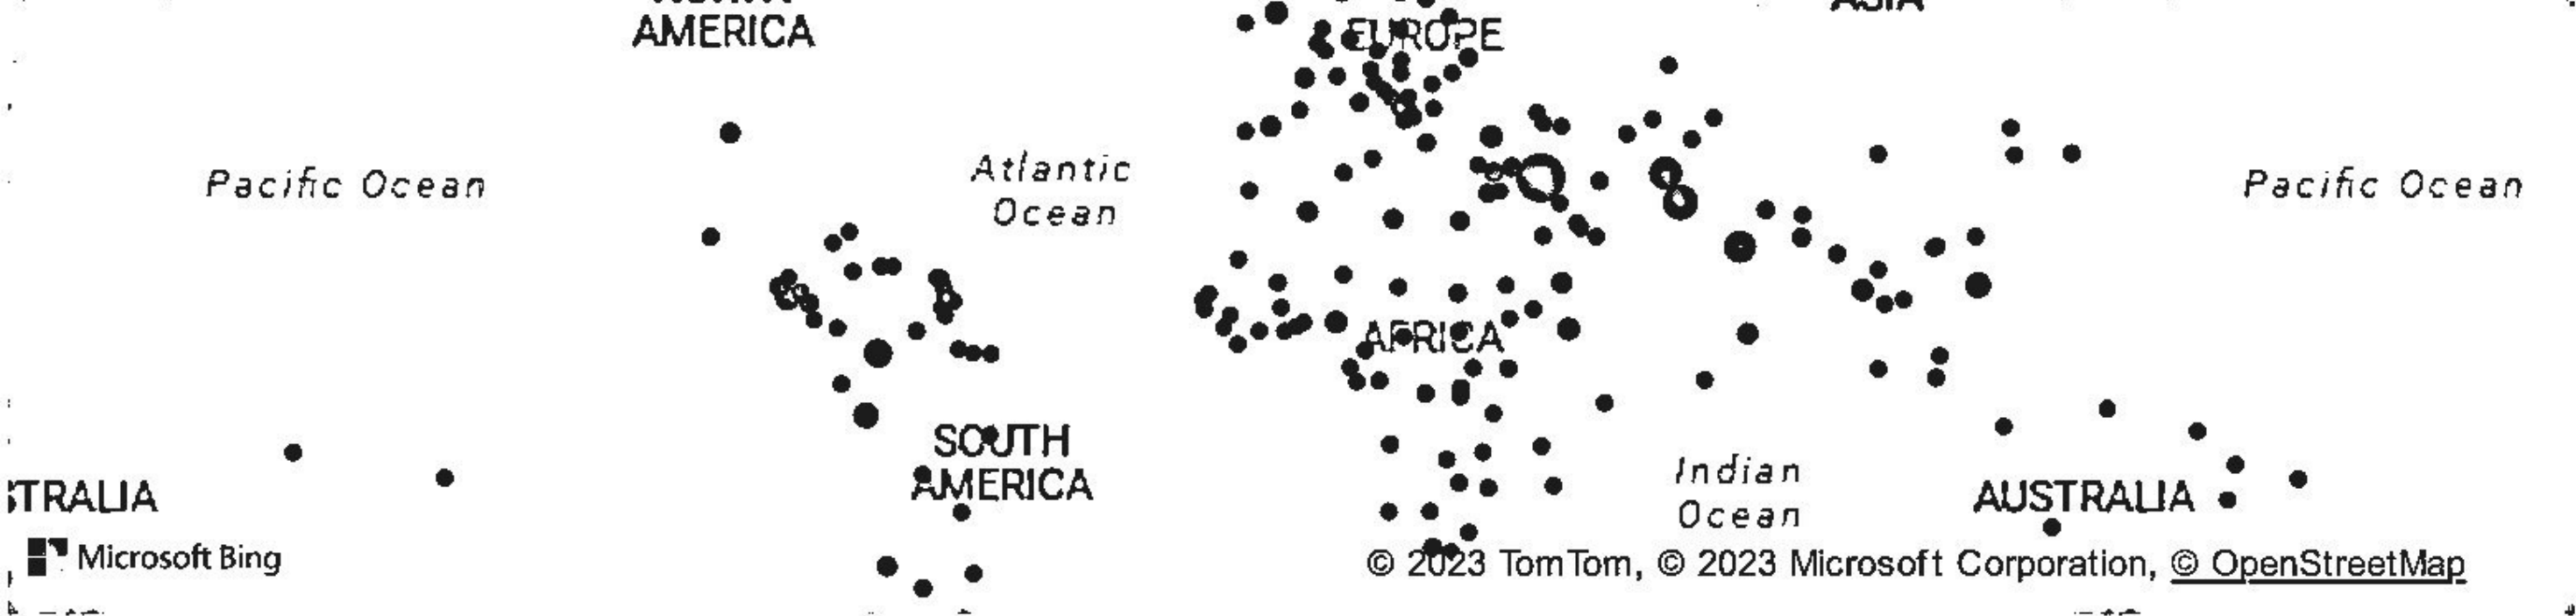 AMERICA
ASIA
EUROPE
Pacific Ocean
Atlantic
Ocean
Pacific Ocean
AFRICA
SOUTH
AMERICA
Indian
Ocean
TRALIA
AUSTRALIA
Microsoft Bing
© 2023 TomTom, © 2023 Microsoft Corporation, © OpenStreetMap